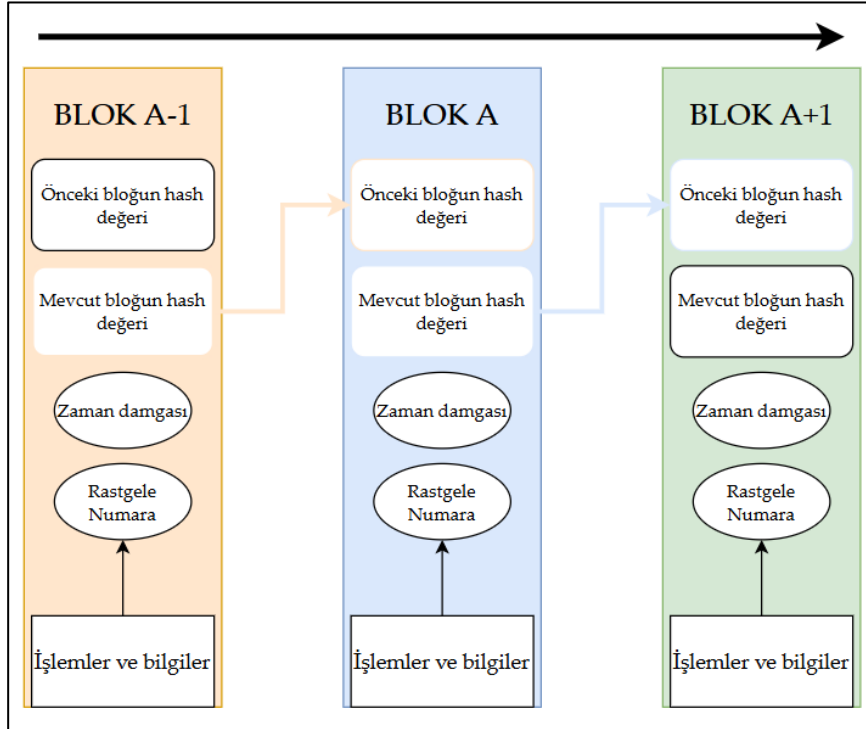 BLOK A-1
Önceki bloğun hash
değeri
Mevcut bloğun hash
değeri
Zaman damgası
Rastgele
Numara
İşlemler ve bilgiler
BLOK A
Önceki bloğun hash
değeri
Mevcut bloğun hash
değeri
Zaman damgası
Rastgele
Numara
İşlemler ve bilgiler
BLOK A+1
Önceki bloğun hash
değeri
Mevcut bloğun hash
değeri
Zaman damgası
Rastgele
Numara
İşlemler ve bilgiler